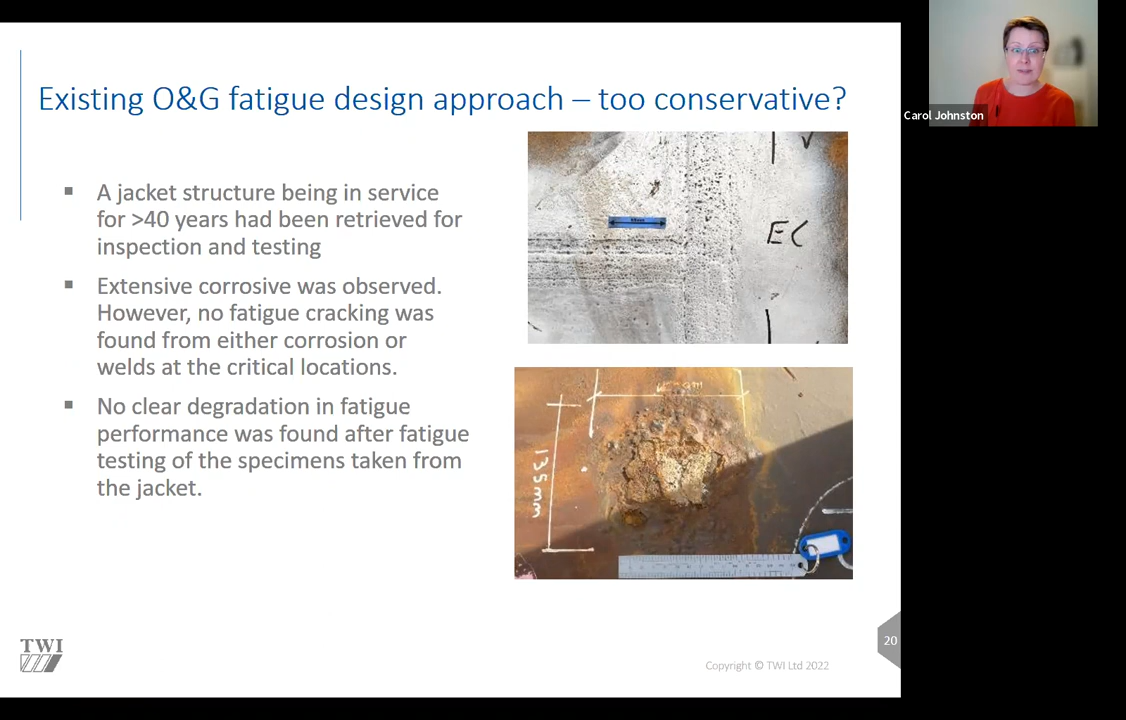 Existing O&G fatigue design approach – too conservative?
Carol Johnston
▪ A jacket structure being in service
for >40 years had been retrieved for
inspection and testing
▪ Extensive corrosive was observed.
However, no fatigue cracking was
found from either corrosion or
welds at the critical locations.
▪ No clear degradation in fatigue
performance was found after fatigue
testing of the specimens taken from
the jacket.
EC
135mm
TWI
20
Copyright © TWI Ltd 2022